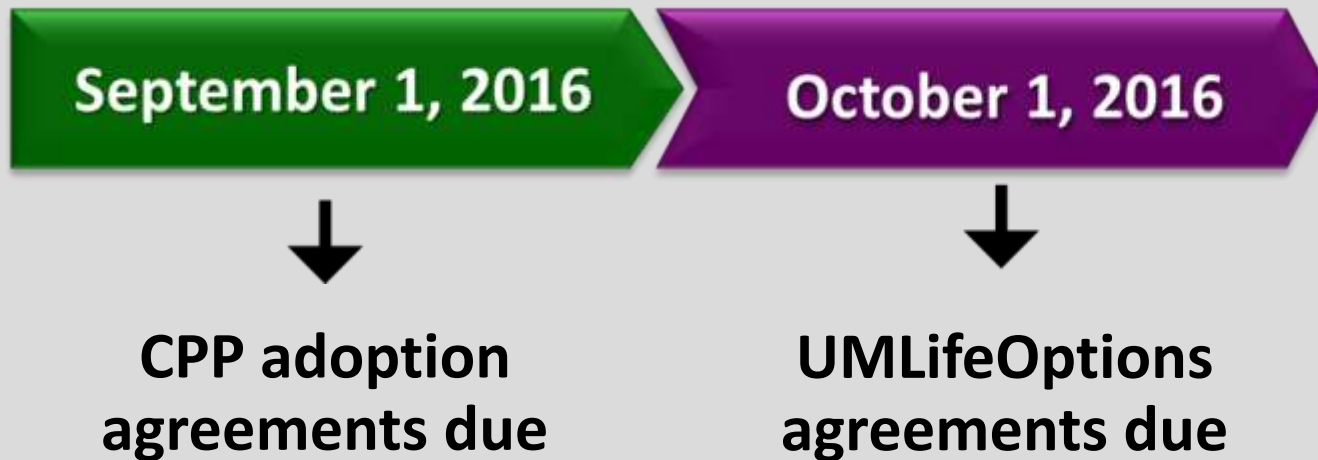 September 1, 2016
October 1, 2016
CPP adoption
agreements due
UMLifeOptions
agreements due